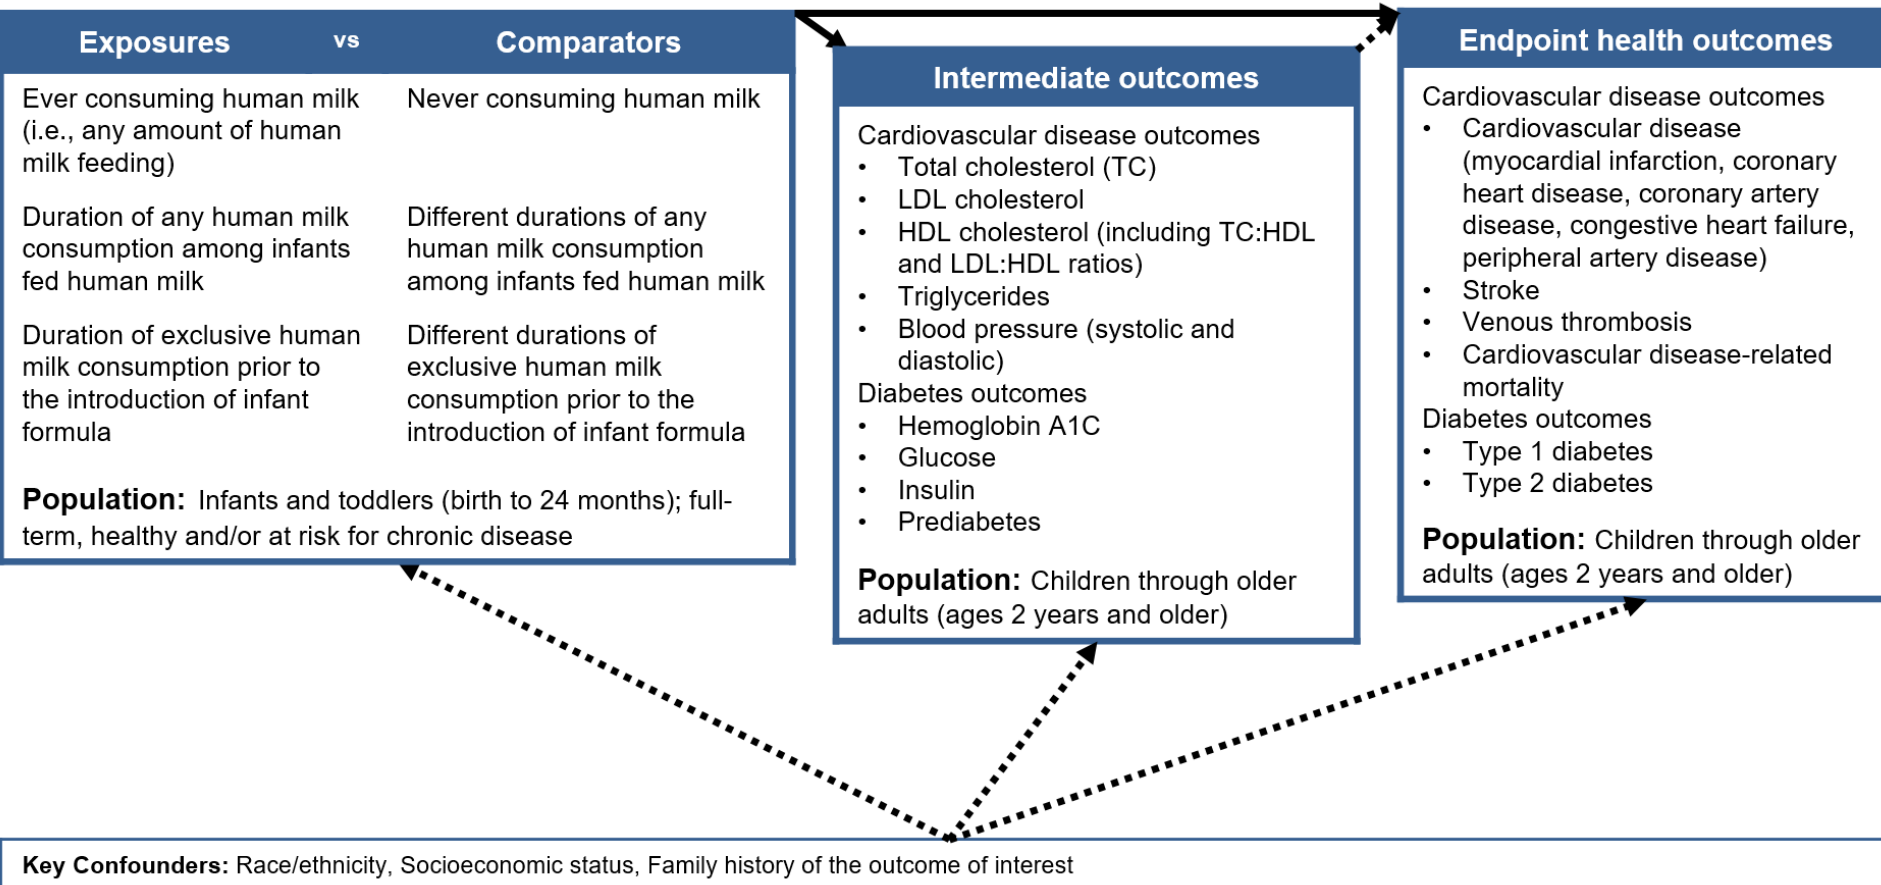 Exposures vs Comparators
Ever consuming human milk
(i.e., any amount of human
milk feeding)
Never consuming human milk
Duration of any human milk
consumption among infants
fed human milk
Different durations of any
human milk consumption
among infants fed human milk
Duration of exclusive human
milk consumption prior to
the introduction of infant
formula
Different durations of
exclusive human milk
consumption prior to the
introduction of infant formula
Population: Infants and toddlers (birth to 24 months); full-
term, healthy and/or at risk for chronic disease
Intermediate outcomes
Cardiovascular disease outcomes
• Total cholesterol (TC)
• LDL cholesterol
• HDL cholesterol (including TC:HDL
and LDL:HDL ratios)
• Triglycerides
• Blood pressure (systolic and
diastolic)
Diabetes outcomes
• Hemoglobin A1C
• Glucose
• Insulin
• Prediabetes
Population: Children through older
adults (ages 2 years and older)
Endpoint health outcomes
Cardiovascular disease outcomes
• Cardiovascular disease
(myocardial infarction, coronary
heart disease, coronary artery
disease, congestive heart failure,
peripheral artery disease)
• Stroke
• Venous thrombosis
• Cardiovascular disease-related
mortality
Diabetes outcomes
• Type 1 diabetes
• Type 2 diabetes
Population: Children through older
adults (ages 2 years and older)
Key Confounders: Race/ethnicity, Socioeconomic status, Family history of the outcome of interest